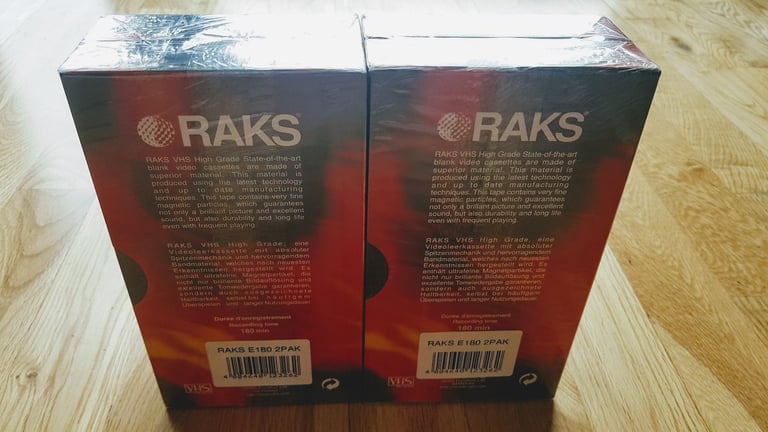 RAKS
RAKS VHS High Grade State-of-the-art
blank video cassettes are made of
superior material. This material is
produced using the latest technology
and up to date manufacturing
techniques. This tape contains very fine
magnetic particles, which guarantees
not only a brilliant picture and excellent
sound, but also durability and long life
even with frequent playing.
RAKS VHS High Grade, eine
Videoleerkassette mit absoluter
Spitzenmechanik und hervorragendem
Bandmaterial, welches nach neuesten
Erkenntnissen hergestellt wird. Es
enthält ultrafeine Magnetpartikel, die
nicht nur brillante Bildauflösung und
exzellente Tonwiedergabe garantieren,
sondern auch ausgezeichnete
Haltbarkeit, selbst bei häufigem
Überspielen und langer Nutzungsdauer.
Durée d'enregistrement
Recording time
180 min
RAKS E180 2PAK
4 004640 123262
VHS
RAKS
RAKS VHS High Grade State-of-the-art
blank video cassettes are made of
superior material. This material is
produced using the latest technology
and up to date manufacturing
techniques. This tape contains very fine
magnetic particles, which guarantees
not only a brilliant picture and excellent
sound, but also durability and long life
even with frequent playing.
RAKS VHS High Grade, eine
Videoleerkassette mit absoluter
Spitzenmechanik und hervorragendem
Bandmaterial, welches nach neuesten
Erkenntnissen hergestellt wird. Es
enthält ultrafeine Magnetpartikel, die
nicht nur brillante Bildauflösung und
exzellente Tonwiedergabe garantieren,
sondern auch ausgezeichnete
Haltbarkeit, selbst bei häufigem
Überspielen und langer Nutzungsdauer.
Durée d'enregistrement
Recording time
180 min
RAKS E180 2PAK
4 004640 123262
VHS